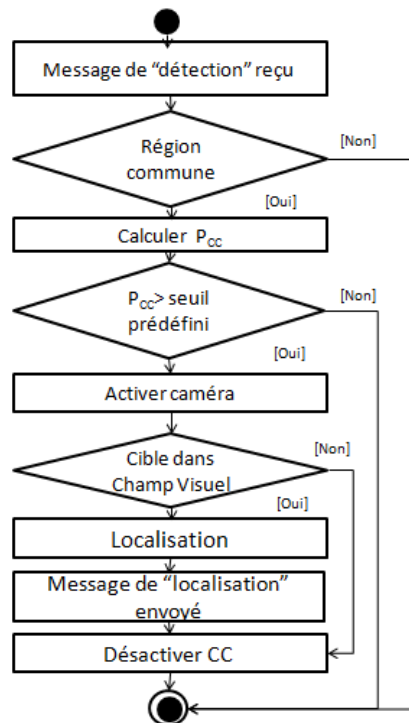 Message de “détection” reçu
Région
commune
[Non]
[Oui]
Calculer P_CC
P_CC> seuil
prédéfini
[Non]
[Oui]
Activer caméra
Cible dans
Champ Visuel
[Non]
[Oui]
Localisation
Message de “localisation”
envoyé
Désactiver CC